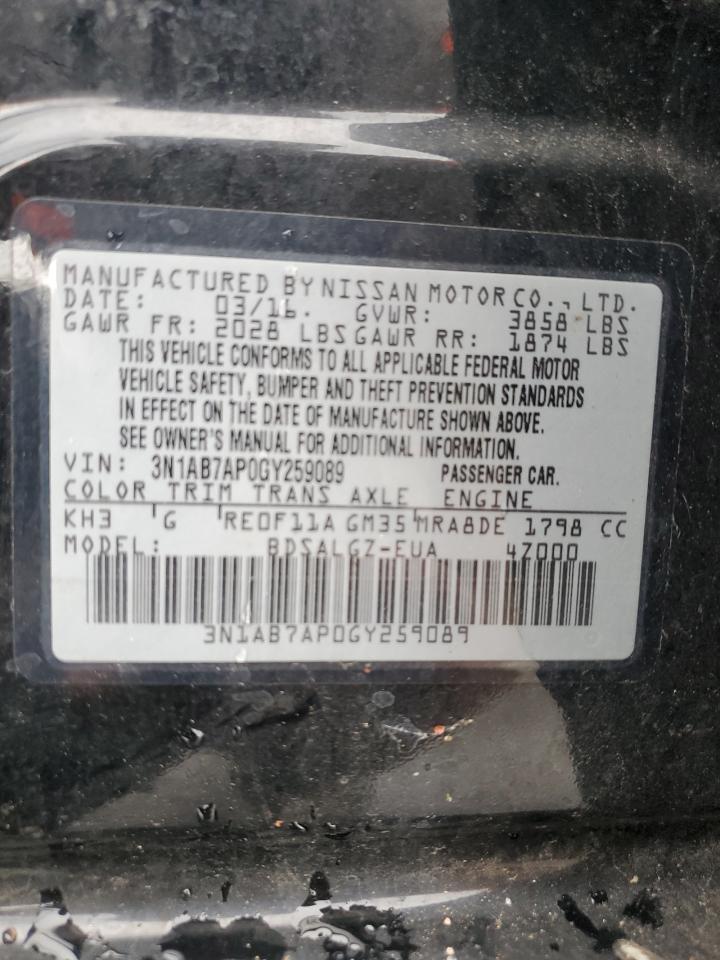 MANUFACTURED BY NISSAN MOTOR CO., LTD.
DATE: 03/16. GVWR: 3858 LBS
GAWR FR: 2028 LBS GAWR RR: 1874 LBS
THIS VEHICLE CONFORMS TO ALL APPLICABLE FEDERAL MOTOR
VEHICLE SAFETY, BUMPER AND THEFT PREVENTION STANDARDS
IN EFFECT ON THE DATE OF MANUFACTURE SHOWN ABOVE.
SEE OWNER'S MANUAL FOR ADDITIONAL INFORMATION.
VIN: 3N1AB7AP0GY259089 PASSENGER CAR.
COLOR TRIM TRANS AXLE ENGINE
KH3 G RE0F11A GM35 MRA8DE 1798 CC
MODEL: BDSALGZ-EUA 4Z000
3N1AB7AP0GY259089